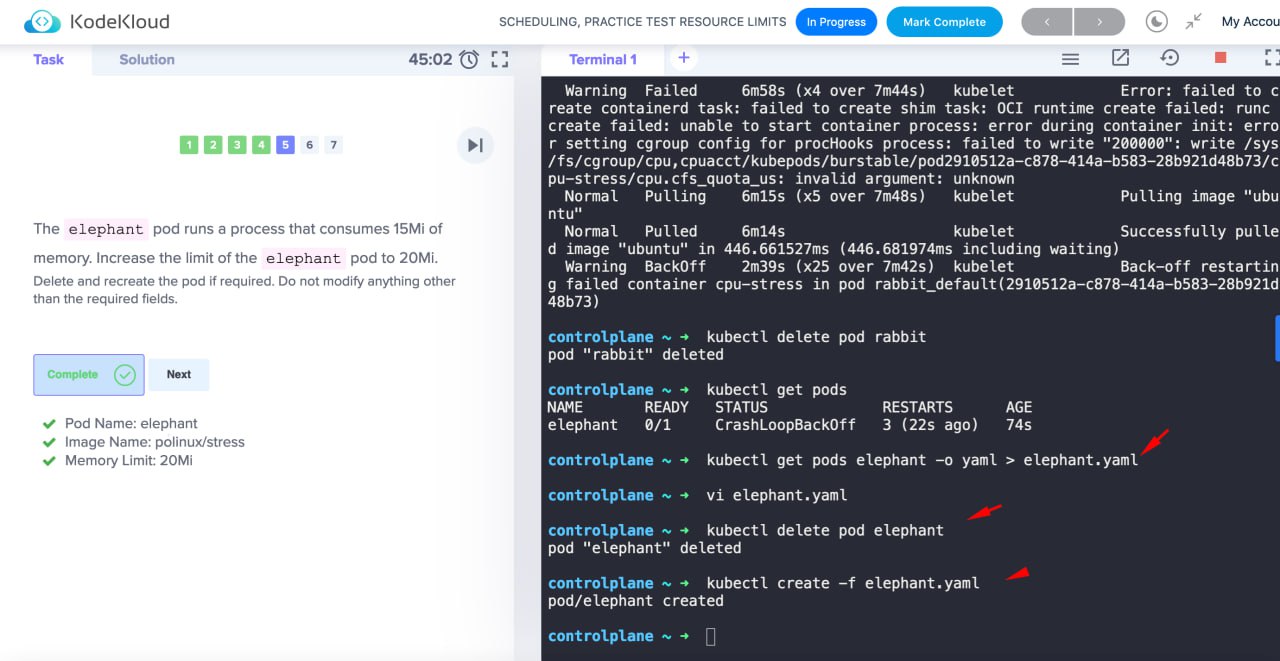 KodeKloud
SCHEDULING, PRACTICE TEST RESOURCE LIMITS
In Progress
Mark Complete
My Accou
Task
Solution
45:02
Terminal 1
1 2 3 4 5 6 7
The elephant pod runs a process that consumes 15Mi of
memory. Increase the limit of the elephant pod to 20Mi.
Delete and recreate the pod if required. Do not modify anything other
than the required fields.
Complete
Next
Pod Name: elephant
Image Name: polinux/stress
Memory Limit: 20Mi
Warning Failed 6m58s (x4 over 7m44s) kubelet Error: failed to c
reate containerd task: failed to create shim task: OCI runtime create failed: runc
create failed: unable to start container process: error during container init: erro
r setting cgroup config for procHooks process: failed to write "200000": write /sys
/fs/cgroup/cpu,cpuacct/kubepods/burstable/pod2910512a-c878-414a-b583-28b921d48b73/c
pu-stress/cpu.cfs_quota_us: invalid argument: unknown
Normal Pulling 6m15s (x5 over 7m48s) kubelet Pulling image "ubu
ntu"
Normal Pulled 6m14s kubelet Successfully pulle
d image "ubuntu" in 446.661527ms (446.681974ms including waiting)
Warning BackOff 2m39s (x25 over 7m42s) kubelet Back-off restartin
g failed container cpu-stress in pod rabbit_default(2910512a-c878-414a-b583-28b921d
48b73)
controlplane ~ ➜ kubectl delete pod rabbit
pod "rabbit" deleted
controlplane ~ ➜ kubectl get pods
NAME READY STATUS RESTARTS AGE
elephant 0/1 CrashLoopBackOff 3 (22s ago) 74s
controlplane ~ ➜ kubectl get pods elephant -o yaml > elephant.yaml
controlplane ~ ➜ vi elephant.yaml
controlplane ~ ➜ kubectl delete pod elephant
pod "elephant" deleted
controlplane ~ ➜ kubectl create -f elephant.yaml
pod/elephant created
controlplane ~ ➜